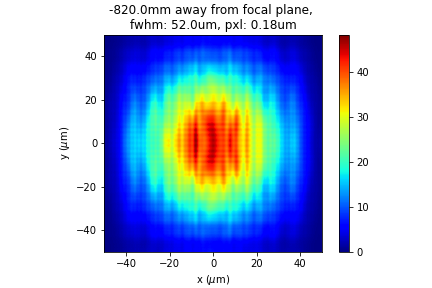 -820.0mm away from focal plane,
fwhm: 52.0um, pxl: 0.18um
40
20
0
−20
−40
y (μm)
−40 −20 0 20 40
x (μm)
40
30
20
10
0